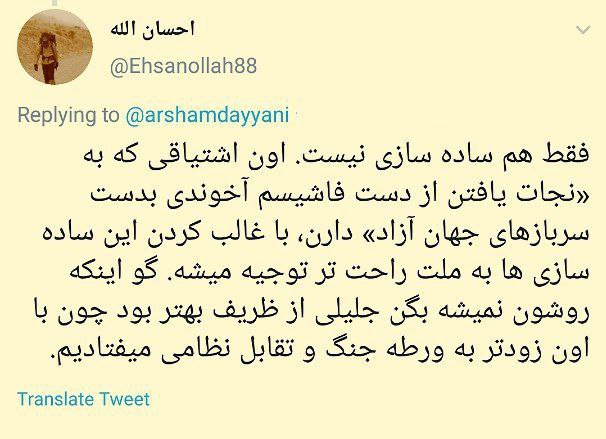 احسان الله
@Ehsanollah88
Replying to @arshamdayyani
فقط هم ساده سازی نیست. اون اشتیاقی که به
«نجات یافتن از دست فاشیسم آخوندی بدست
سربازهای جهان آزاد» دارن، با غالب کردن این ساده
سازی ها به ملت راحت تر توجیه میشه. گو اینکه
روشون نمیشه بگن جلیلی از ظریف بهتر بود چون با
اون زودتر به ورطه جنگ و تقابل نظامی میفتادیم.
Translate Tweet